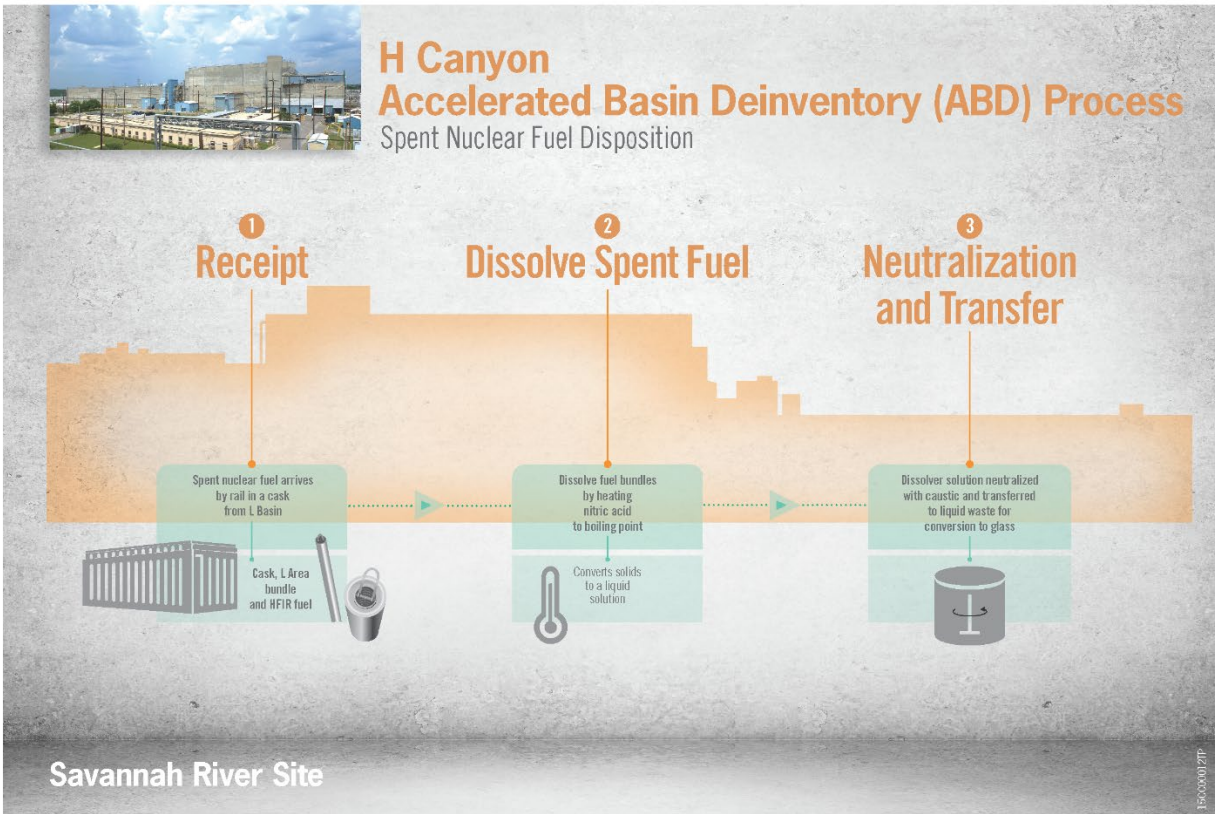 H Canyon
Accelerated Basin Deinventory (ABD) Process
Spent Nuclear Fuel Disposition
1
Receipt
Spent nuclear fuel arrives
by rail in a cask
from L Basin
Cask, L Area
bundle
and HFIR fuel
2
Dissolve Spent Fuel
Dissolve fuel bundles
by heating
nitric acid
to boiling point
Converts solids
to a liquid
solution
3
Neutralization
and Transfer
Dissolver solution neutralized
with caustic and transferred
to liquid waste for
conversion to glass
Savannah River Site